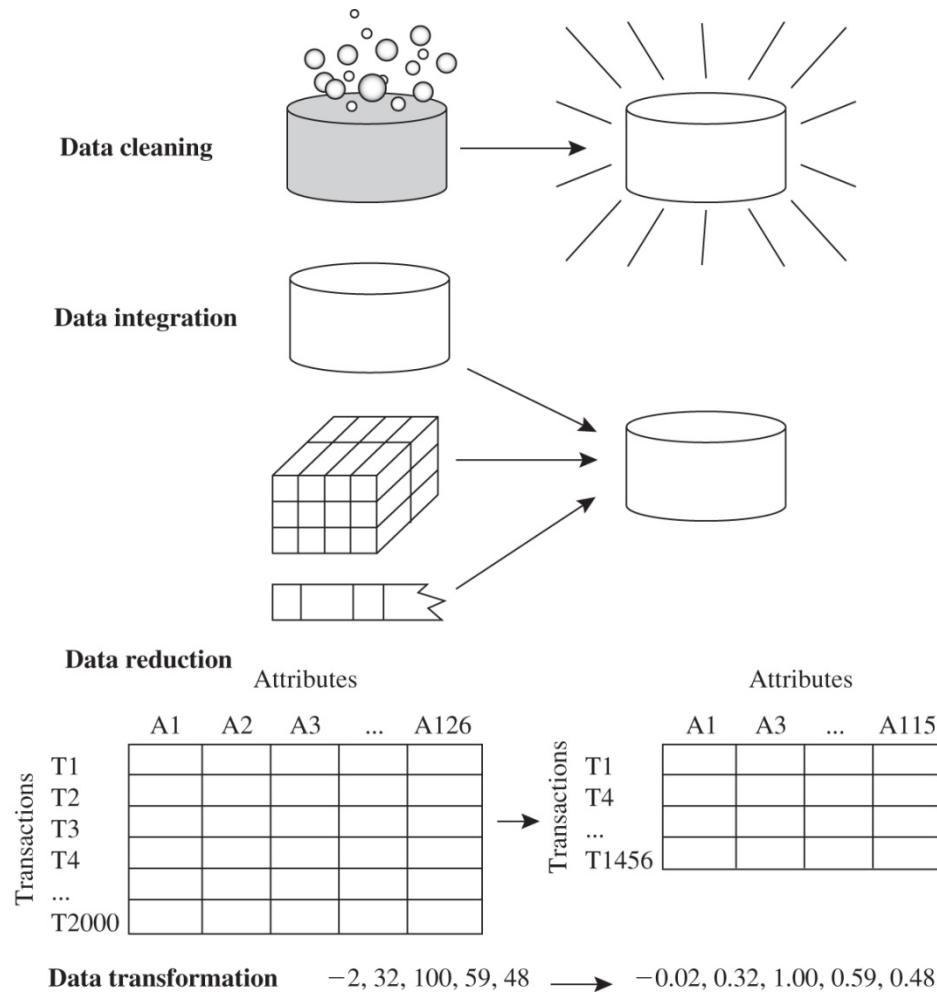 Data cleaning
Data integration
Data reduction
Attributes
A1 A2 A3 ... A126
Transactions
T1
T2
T3
T4
...
T2000
Attributes
A1 A3 ... A115
Transactions
T1
T4
...
T1456
Data transformation −2, 32, 100, 59, 48 −0.02, 0.32, 1.00, 0.59, 0.48